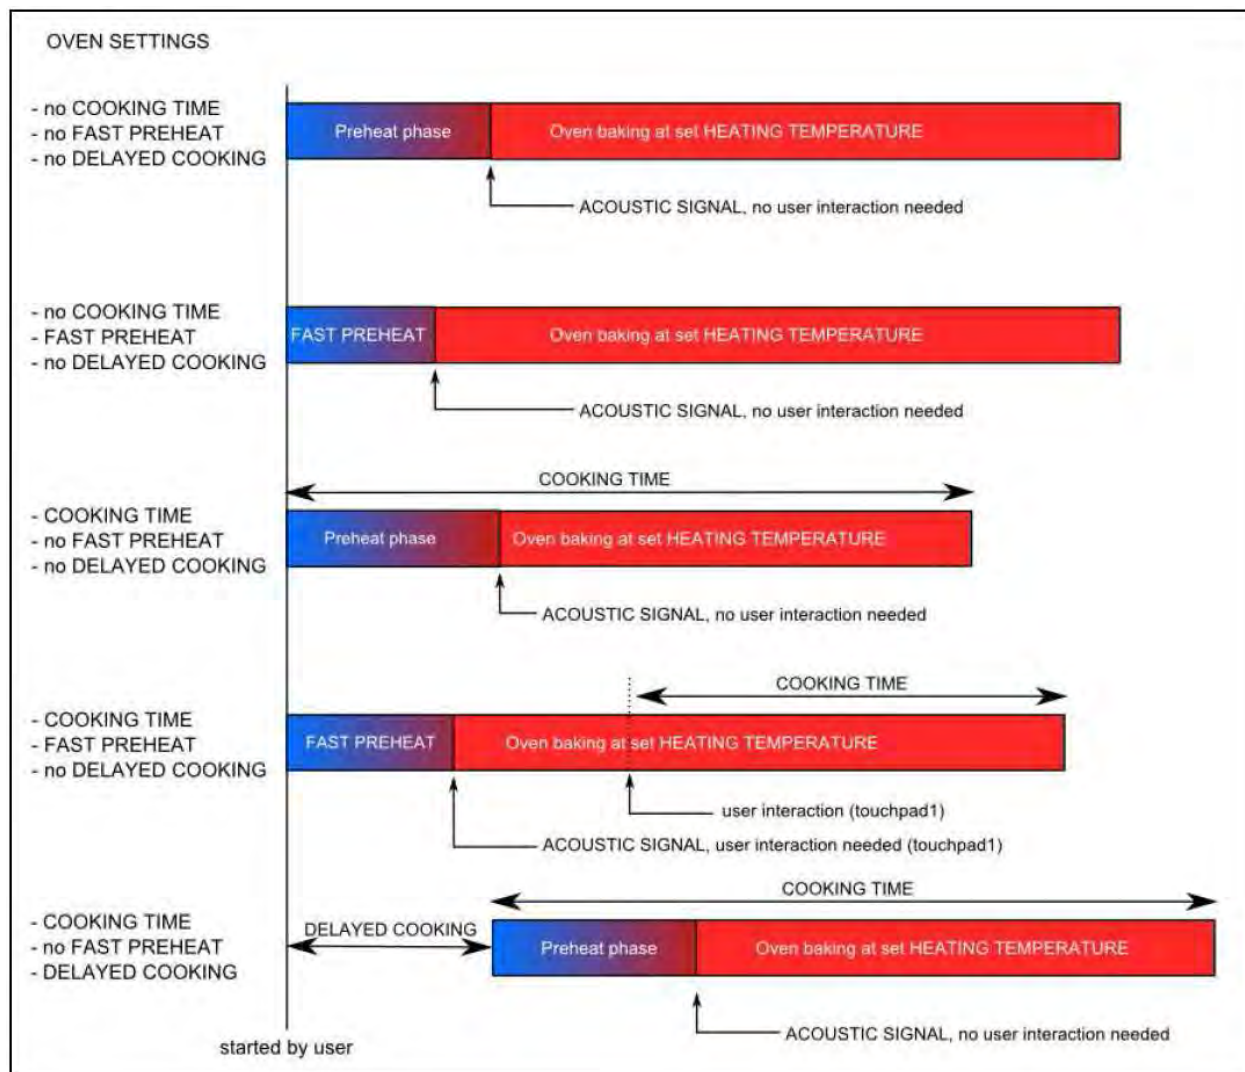 OVEN SETTINGS
- no COOKING TIME
- no FAST PREHEAT
- no DELAYED COOKING
Preheat phase
Oven baking at set HEATING TEMPERATURE
ACOUSTIC SIGNAL, no user interaction needed
- no COOKING TIME
- FAST PREHEAT
- no DELAYED COOKING
FAST PREHEAT
Oven baking at set HEATING TEMPERATURE
ACOUSTIC SIGNAL, no user interaction needed
COOKING TIME
- COOKING TIME
- no FAST PREHEAT
- no DELAYED COOKING
Preheat phase
Oven baking at set HEATING TEMPERATURE
ACOUSTIC SIGNAL, no user interaction needed
COOKING TIME
- COOKING TIME
- FAST PREHEAT
- no DELAYED COOKING
FAST PREHEAT
Oven baking at set HEATING TEMPERATURE
user interaction (touchpad1)
ACOUSTIC SIGNAL, user interaction needed (touchpad1)
COOKING TIME
- COOKING TIME
- no FAST PREHEAT
- DELAYED COOKING
DELAYED COOKING
Preheat phase
Oven baking at set HEATING TEMPERATURE
ACOUSTIC SIGNAL, no user interaction needed
started by user